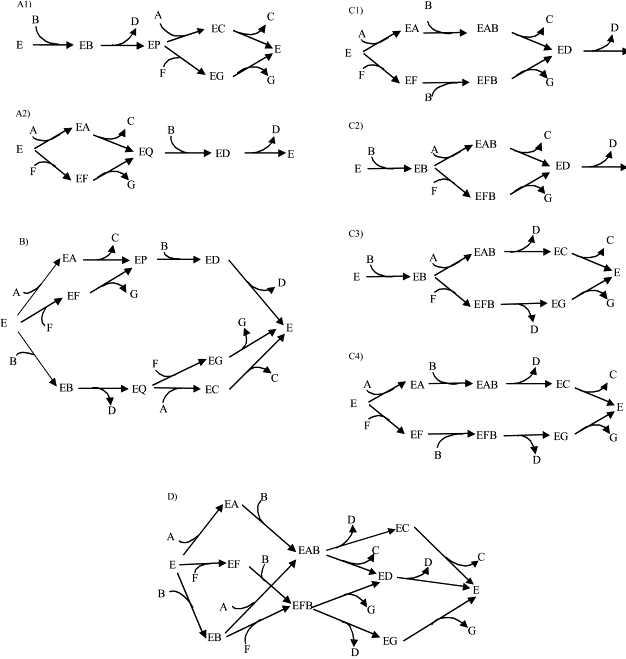 A1)
B D A EC C
E EB EP E
F EG G
A2)
A EA C B D
E EQ ED E
F EF G
B)
EA C EP B ED
A EF G D
E F G E
B F EG
EB D EQ A EC C
C1)
A EA B EAB C D
E ED
F EF B EFB G
C2)
B A EAB C D
E EB ED
F EFB G
C3)
B A EAB D EC C
E EB E
F EFB D EG G
C4)
A EA B EAB D EC C
E E
F EF B EFB D EG G
D)
EA B D EC
A EAB C C
E F EF B ED D E
B A EFB G
EB F D EG G